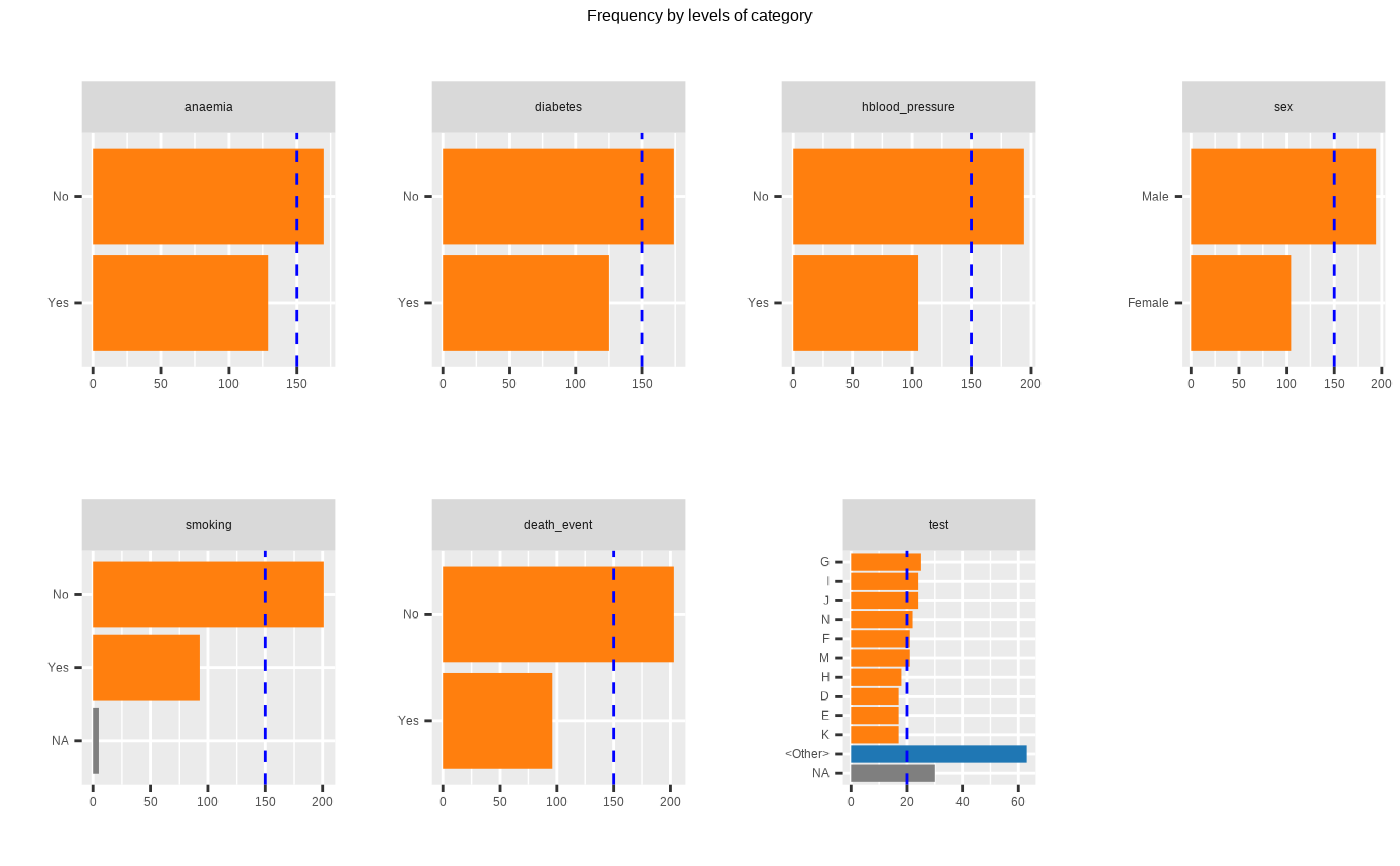 Frequency by levels of category
anaemia
No
Yes
0 50 100 150
diabetes
No
Yes
0 50 100 150
hblood_pressure
No
Yes
0 50 100 150 200
sex
Male
Female
0 50 100 150 200
smoking
No
Yes
NA
0 50 100 150 200
death_event
No
Yes
0 50 100 150 200
test
G
I
J
N
F
M
H
D
E
K
<Other>
NA
0 20 40 60